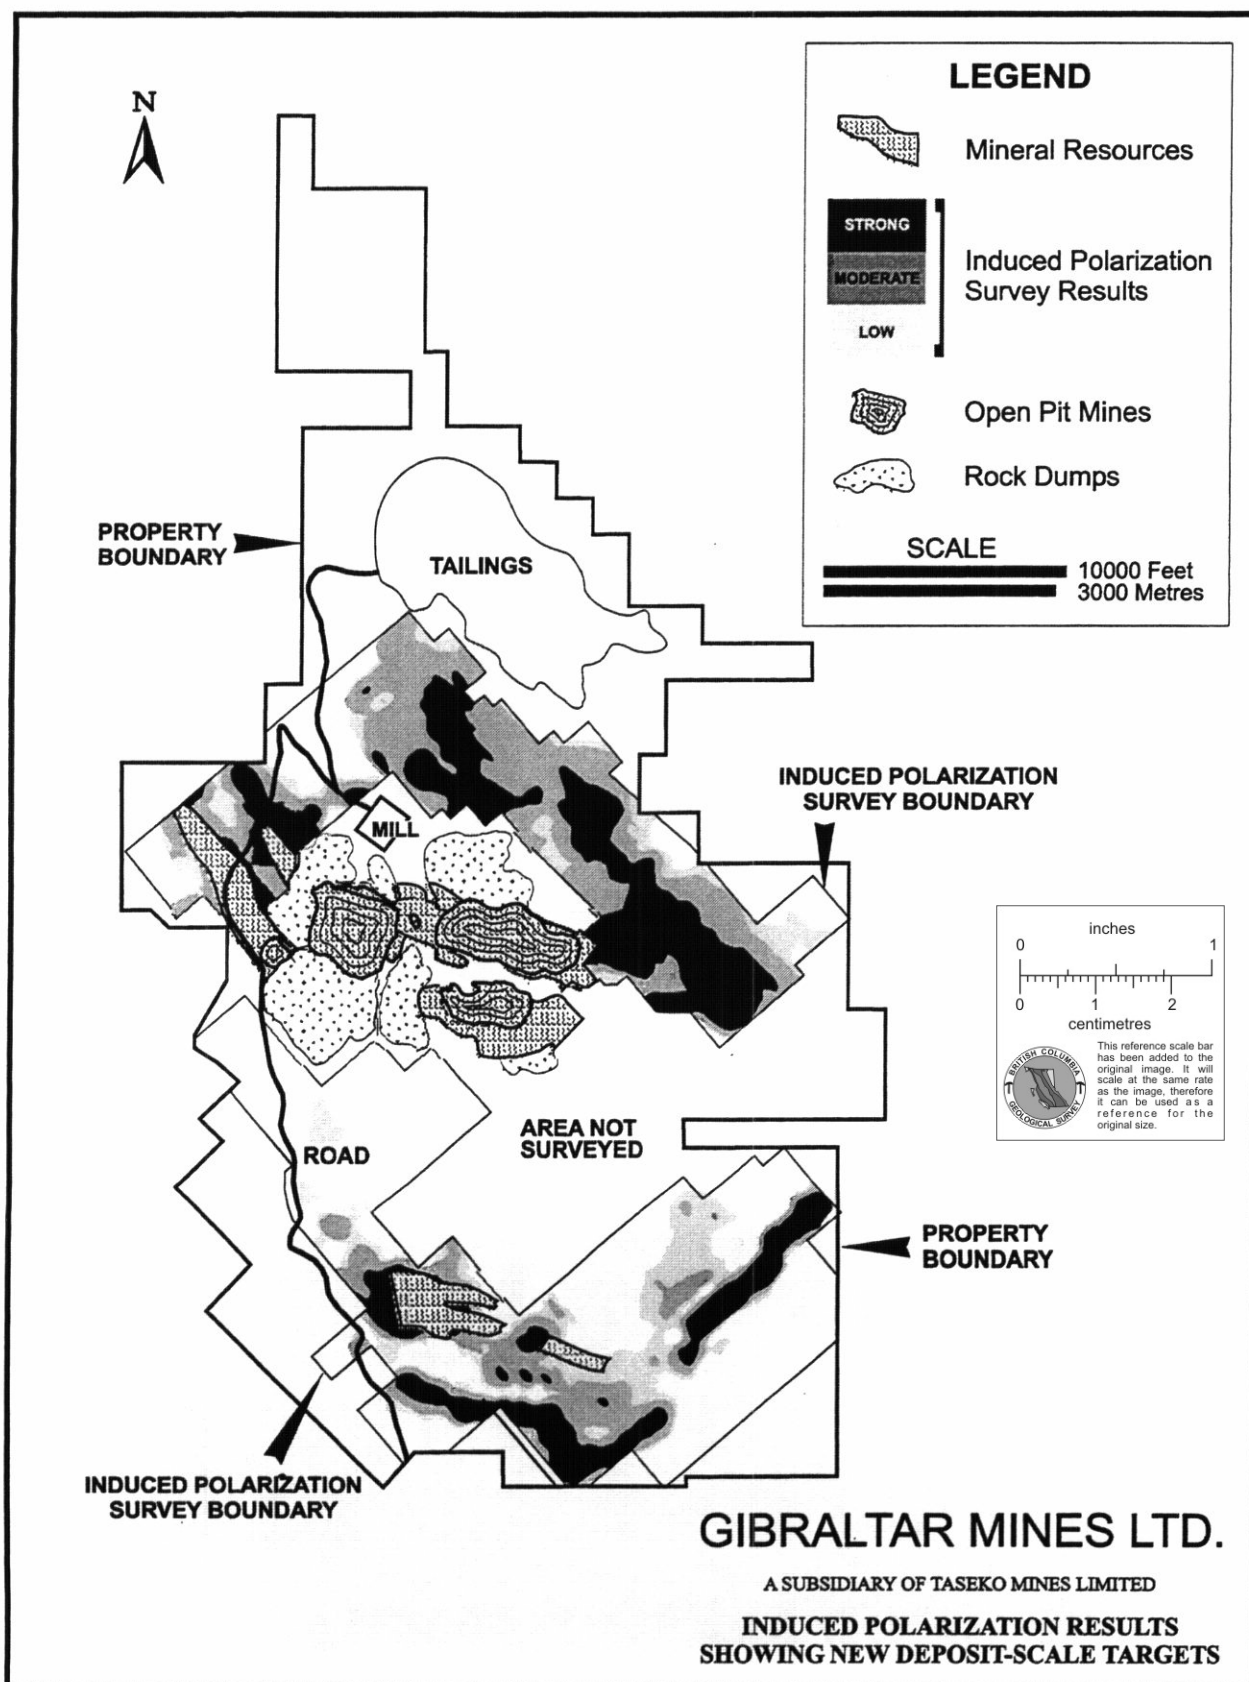 N
LEGEND
Mineral Resources
STRONG
MODERATE
LOW
Induced Polarization
Survey Results
Open Pit Mines
Rock Dumps
SCALE
10000 Feet
3000 Metres
PROPERTY
BOUNDARY
TAILINGS
INDUCED POLARIZATION
SURVEY BOUNDARY
MILL
inches
0 1
0 1 2
centimetres
BRITISH COLUMBIA
GEOLOGICAL SURVEY
This reference scale bar
has been added to the
original image. It will
scale at the same rate
as the image, therefore
it can be used as a
reference for the
original size.
AREA NOT
SURVEYED
ROAD
PROPERTY
BOUNDARY
INDUCED POLARIZATION
SURVEY BOUNDARY
GIBRALTAR MINES LTD.
A SUBSIDIARY OF TASEKO MINES LIMITED
INDUCED POLARIZATION RESULTS
SHOWING NEW DEPOSIT-SCALE TARGETS